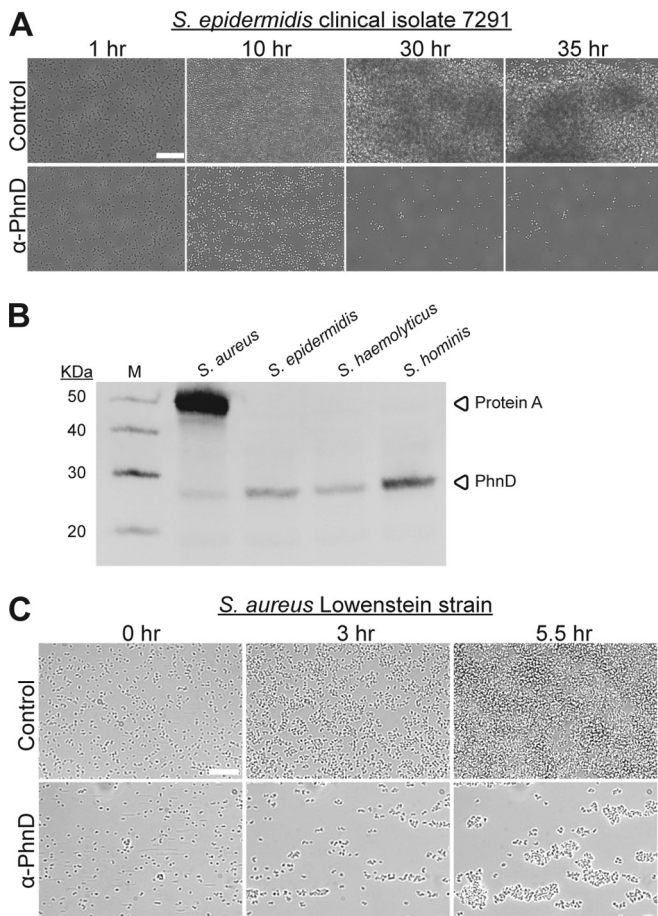 A
S. epidermidis clinical isolate 7291
1 hr 10 hr 30 hr 35 hr
Control
α-PhnD
B
KDa M S. aureus S. epidermidis S. haemolyticus S. hominis
50 Protein A
40
30 PhnD
20
C
S. aureus Lowenstein strain
0 hr 3 hr 5.5 hr
Control
α-PhnD